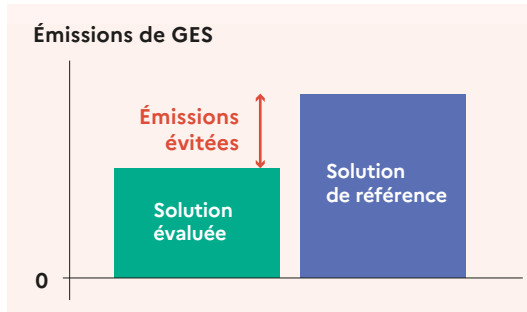 Émissions de GES
Émissions
évitées
Solution
évaluée
Solution
de référence
0